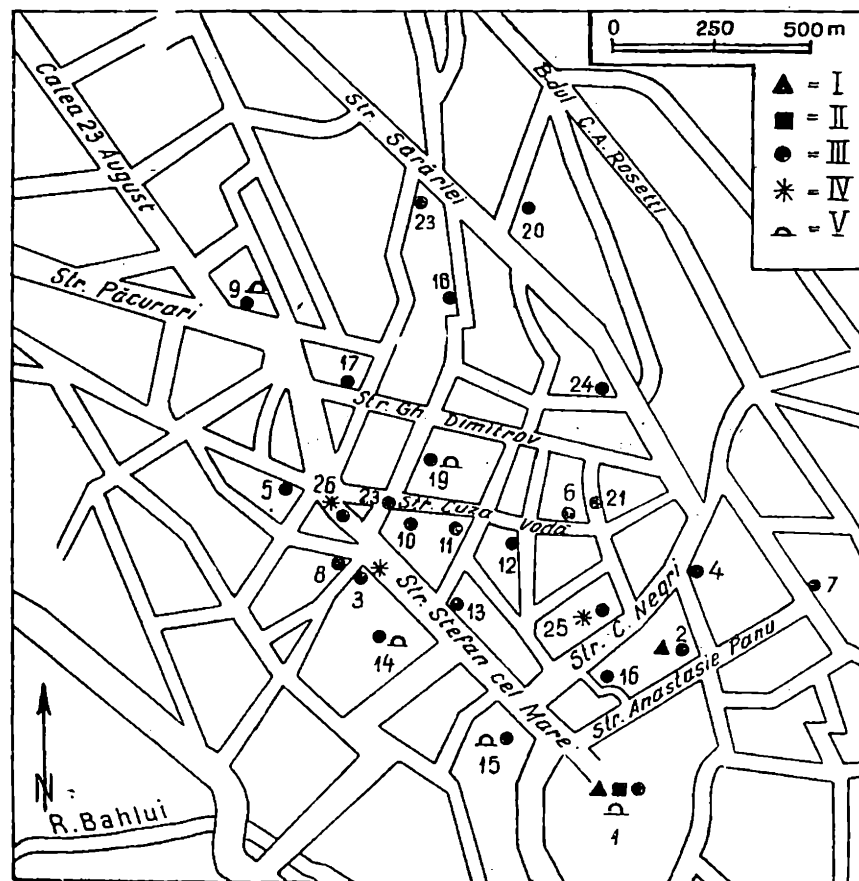 0 250 500 m
▲ = I
■ = II
● = III
✳ = IV
= V
Calea 23 August
Str. Sărăriei
B-dul C. A. Rosetti
Str. Păcurari
23
20
9
18
17
24
Str. Gh. Dimitrov
19
5
26
23
Str. Cuza Vodă
6
21
10
11
12
8
3
4
7
13
25
Str. C. Negri
2
14
16
Str. Anastasie Panu
Str. Stefan cel Mare
15
N
R. Bahlui
1